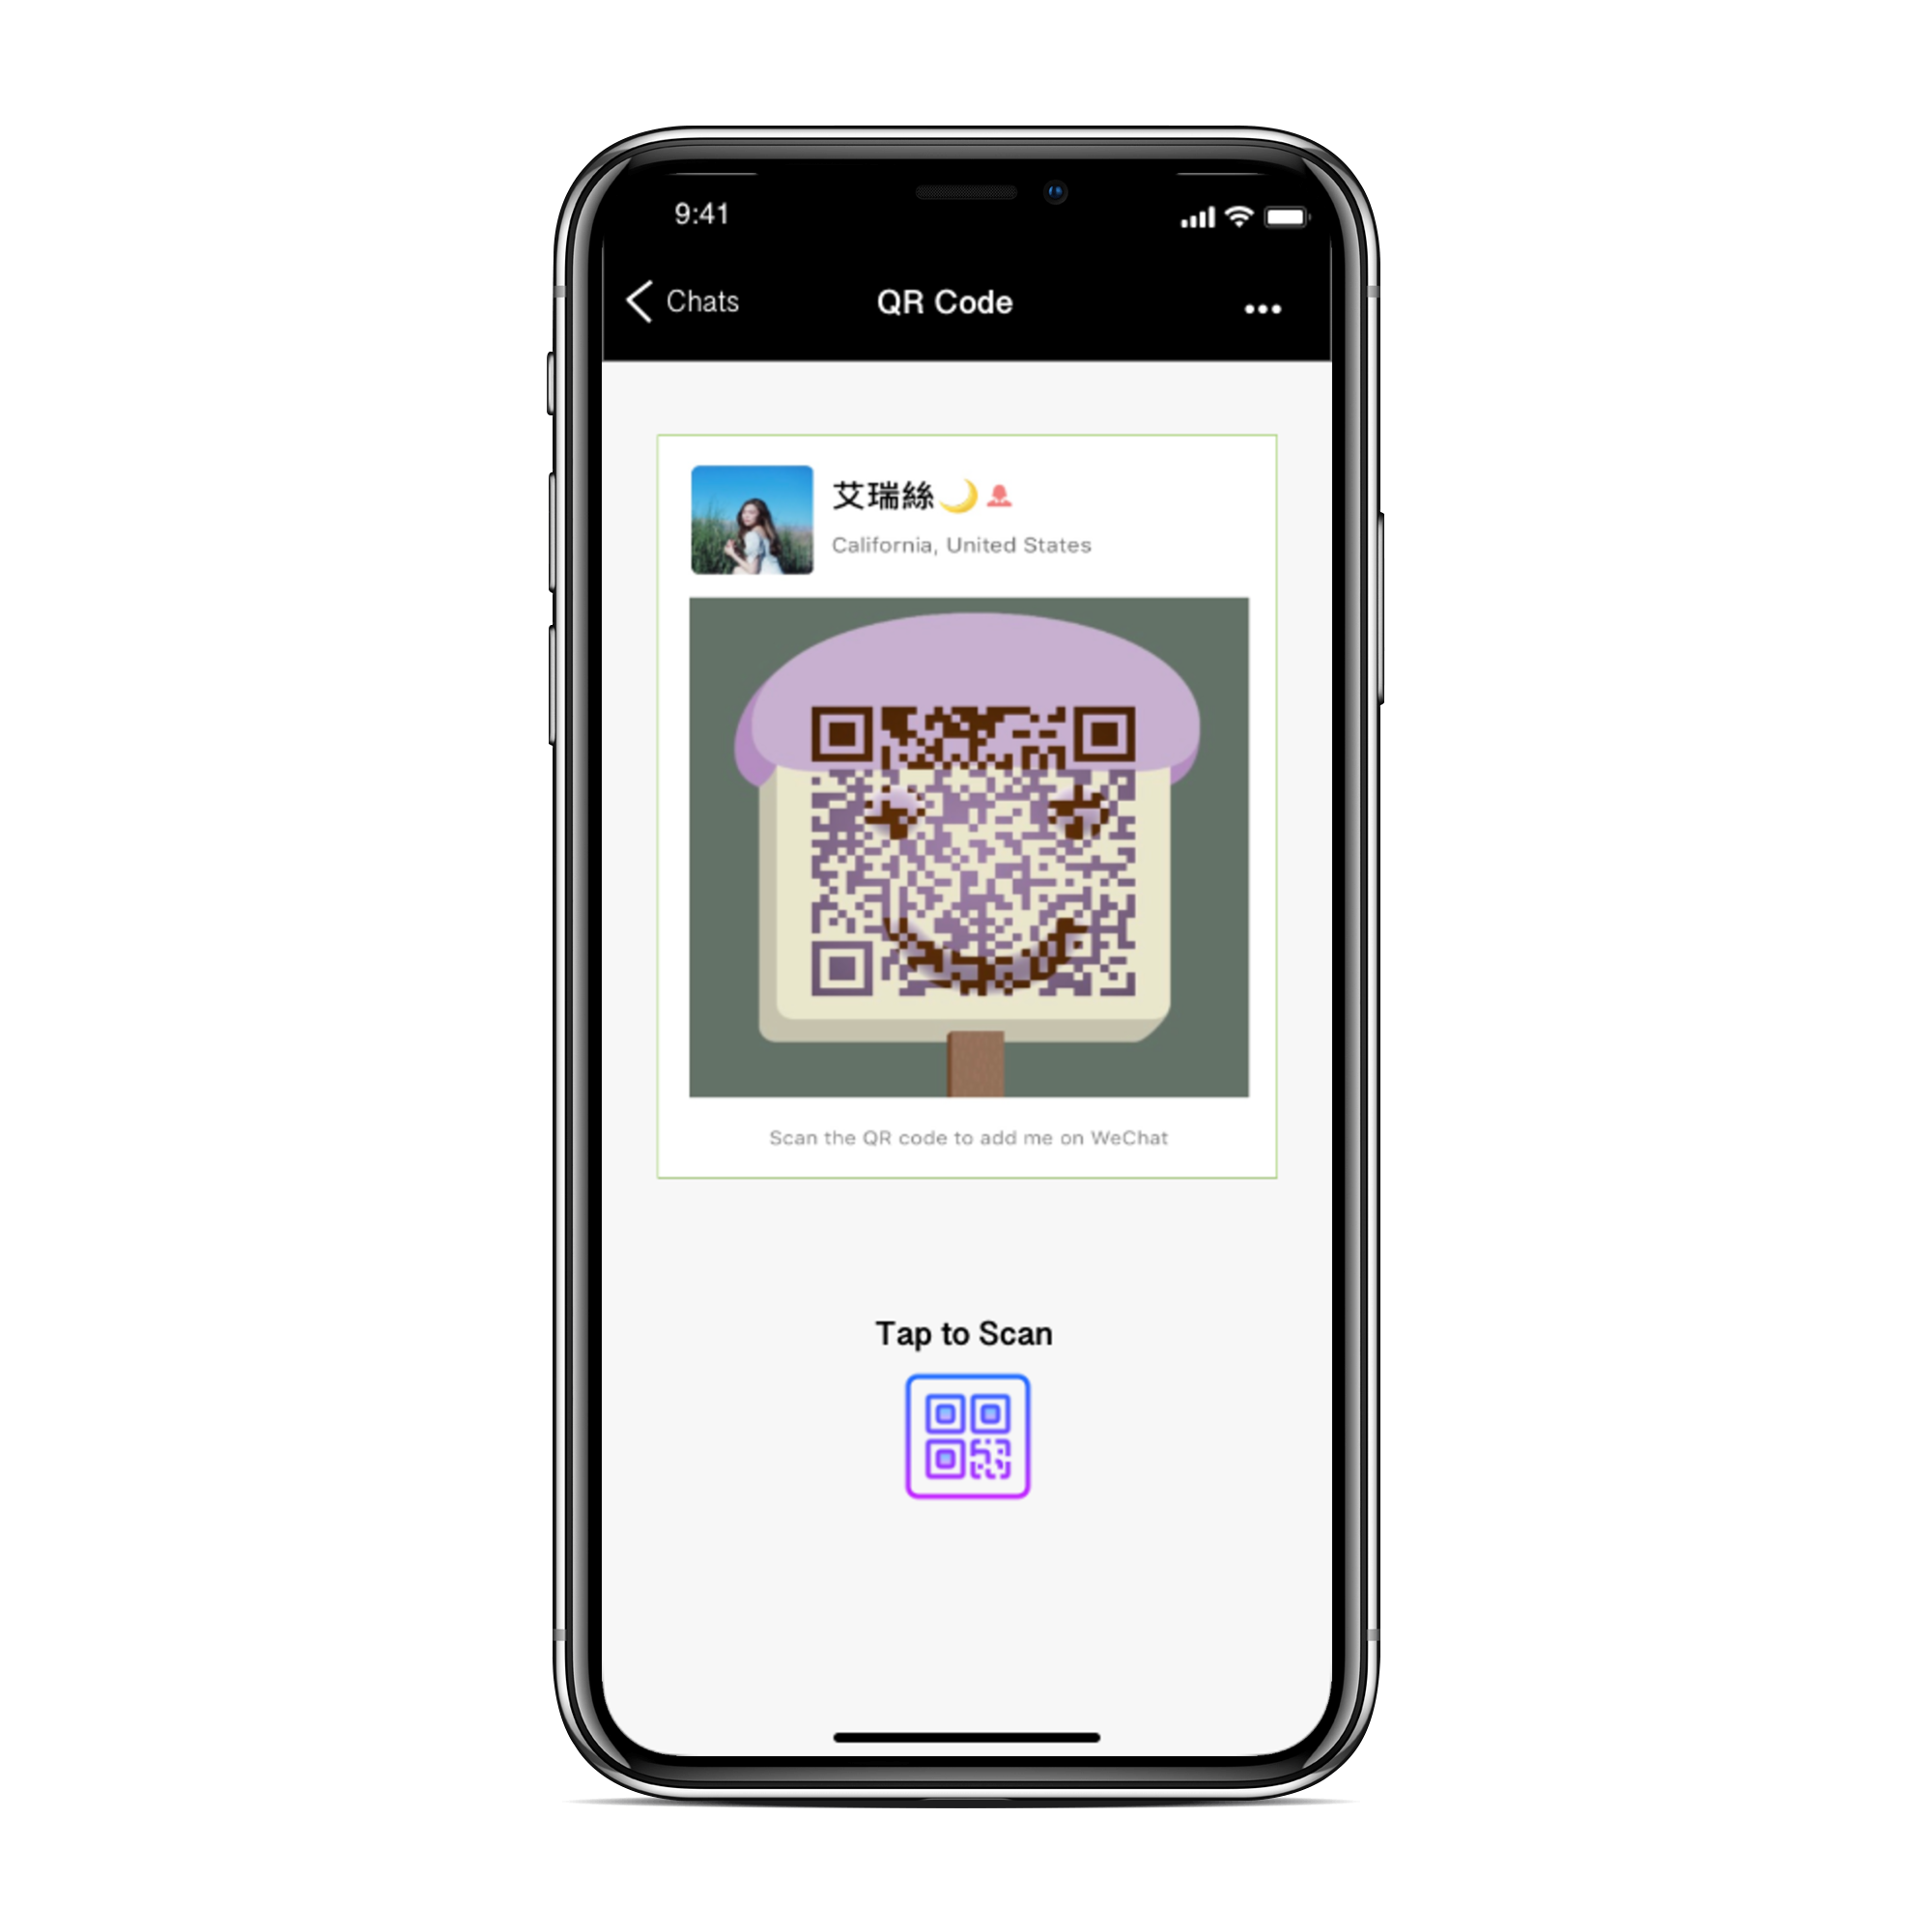 9:41
Chats
QR Code
艾瑞絲🌙
California, United States
Scan the QR code to add me on WeChat
Tap to Scan